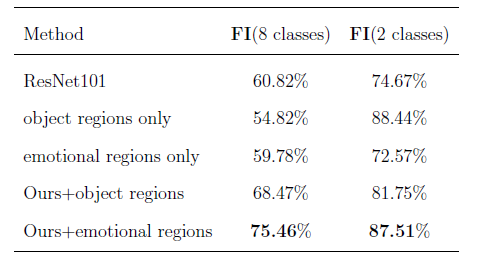 Method FI(8 classes) FI(2 classes)
ResNet101 60.82% 74.67%
object regions only 54.82% 88.44%
emotional regions only 59.78% 72.57%
Ours+object regions 68.47% 81.75%
Ours+emotional regions 75.46% 87.51%